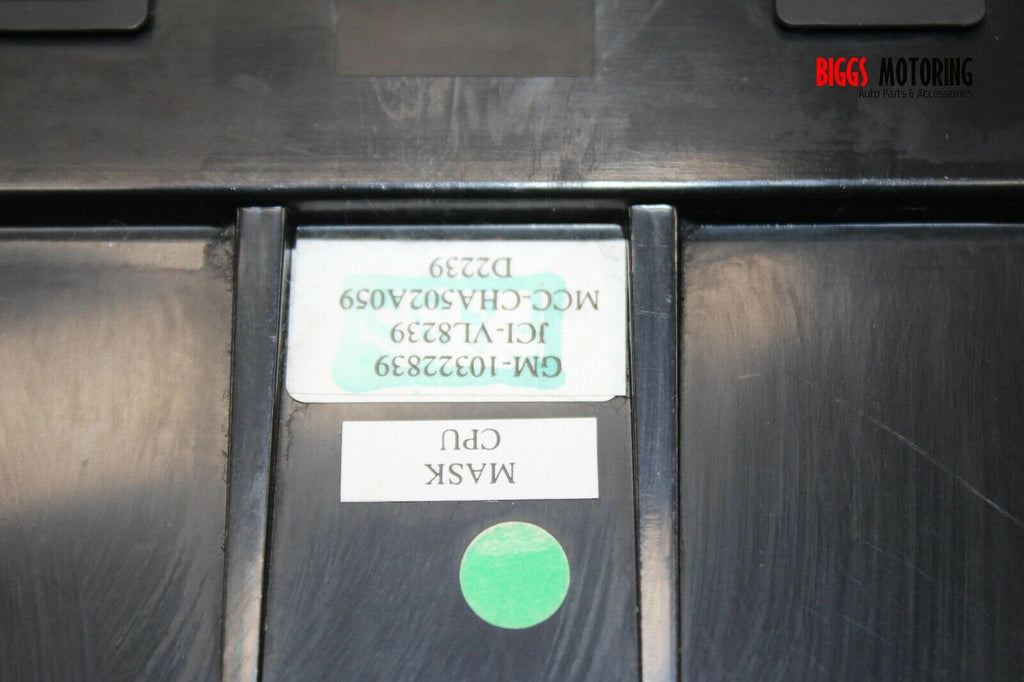 BIGGS MOTORING
Auto Parts & Accessories
GM-10322839
JCI-VL8239
MCC-CHA502A059
D2239
MASK
CPU